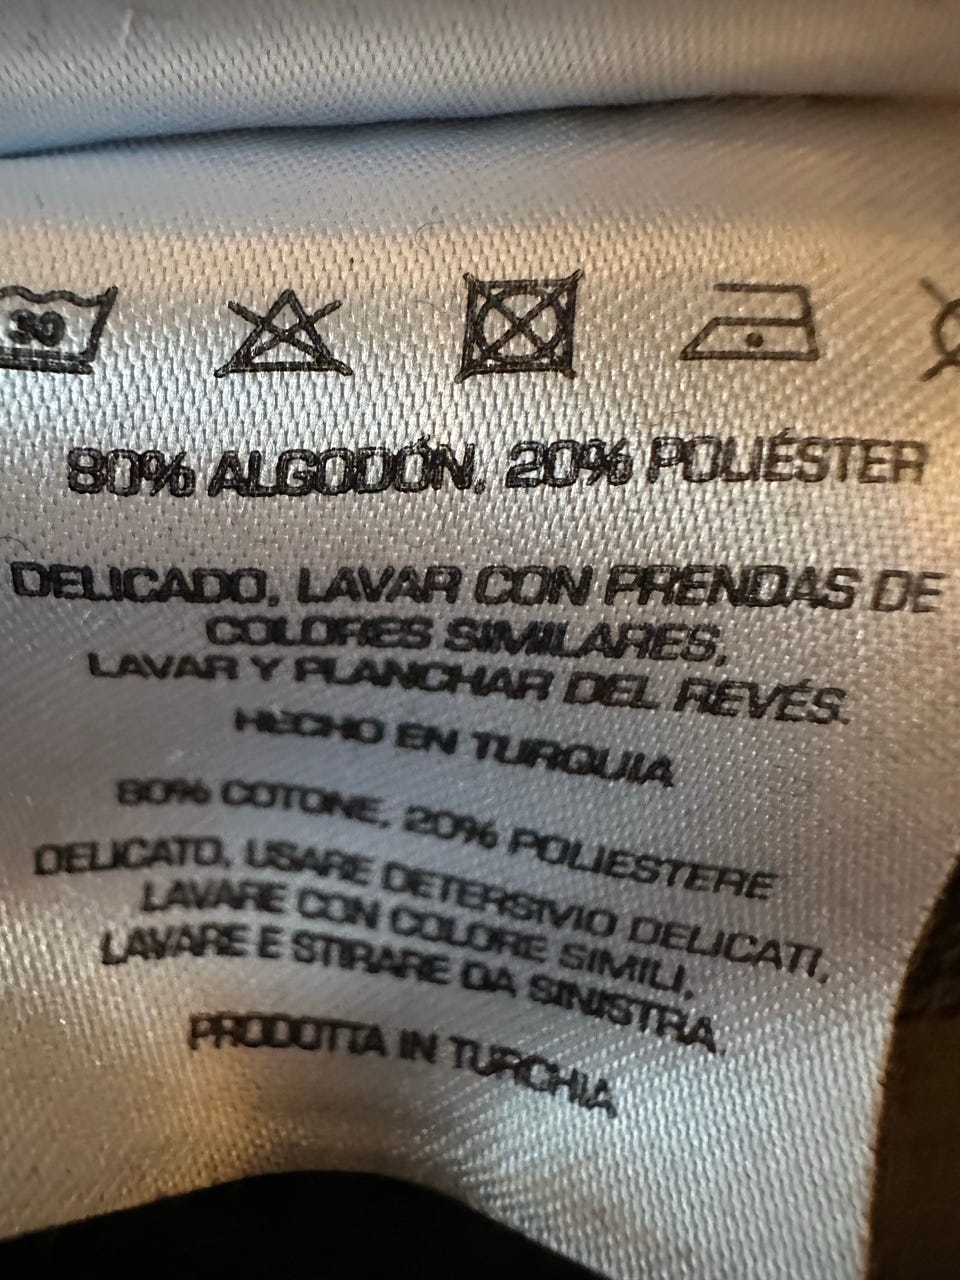 30
80% ALGODÓN, 20% POLIÉSTER
DELICADO, LAVAR CON PRENDAS DE
COLORES SIMILARES,
LAVAR Y PLANCHAR DEL REVÉS.
HECHO EN TURQUIA
80% COTONE, 20% POLIESTERE
DELICATO, USARE DETERSIVIO DELICATI,
LAVARE CON COLORE SIMILI,
LAVARE E STIRARE DA SINISTRA.
PRODOTTA IN TURCHIA